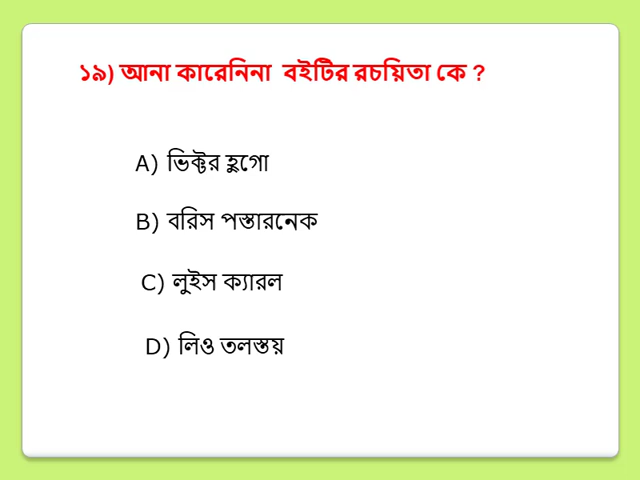 ১৯) আনা কারেনিনা বইটির রচয়িতা কে ?
A) ভিক্টর হুগো
B) বরিস পস্তারনেক
C) লুইস ক্যারল
D) লিও তলস্তয়